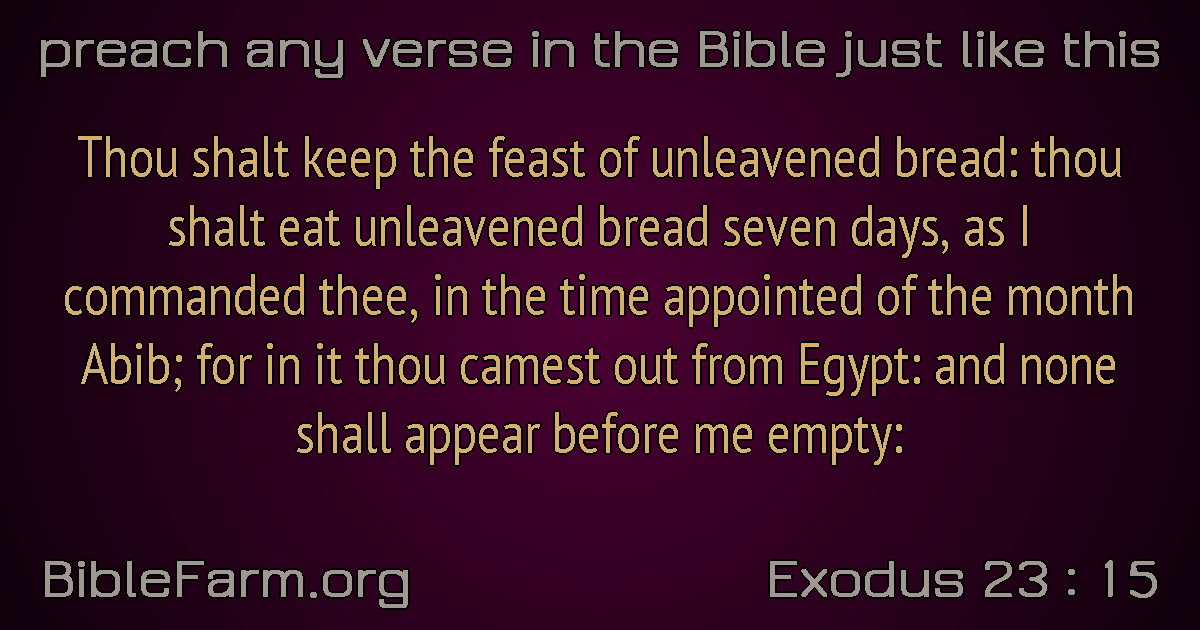 preach any verse in the Bible just like this
Thou shalt keep the feast of unleavened bread: thou
shalt eat unleavened bread seven days, as I
commanded thee, in the time appointed of the month
Abib; for in it thou camest out from Egypt: and none
shall appear before me empty:
BibleFarm.org
Exodus 23 : 15